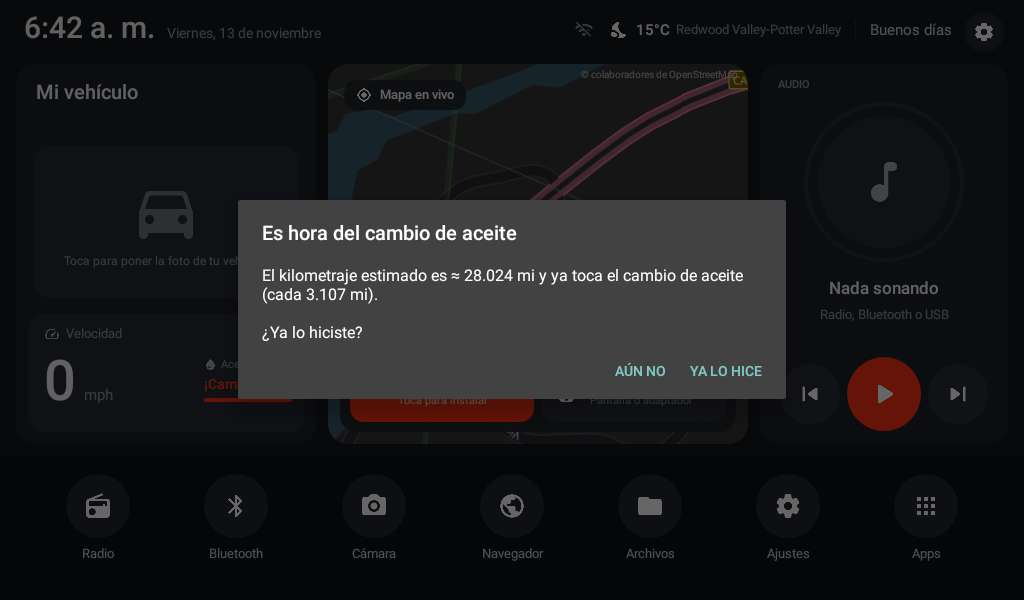 6:42 a. m.
Viernes, 13 de noviembre
15°C
Redwood Valley-Potter Valley
Buenos días
Mi vehículo
Mapa en vivo
© colaboradores de OpenStreetMap
CA
AUDIO
Toca para poner la foto de tu
Velocidad
0 mph
Es hora del cambio de aceite
El kilometraje estimado es ≈ 28.024 mi y ya toca el cambio de aceite
(cada 3.107 mi).
¿Ya lo hiciste?
AÚN NO
YA LO HICE
Toca para instalar
Pantalla o adaptador
Nada sonando
Radio, Bluetooth o USB
Radio
Bluetooth
Cámara
Navegador
Archivos
Ajustes
Apps